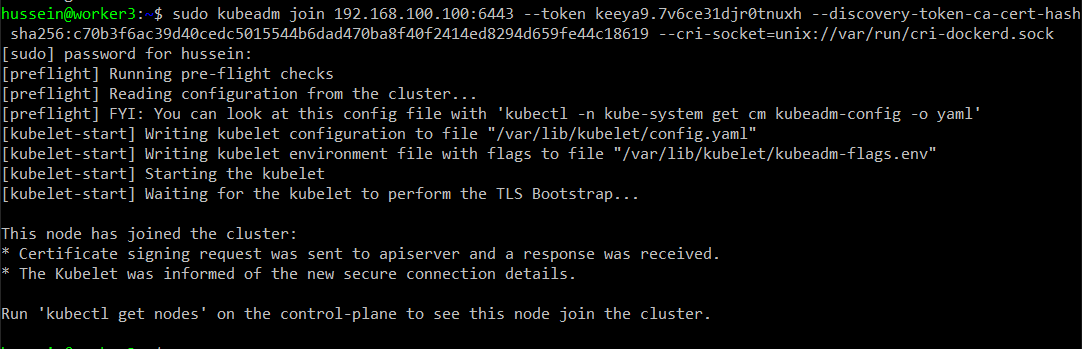 hussein@worker3:~$ sudo kubeadm join 192.168.100.100:6443 --token keeya9.7v6ce31djr0tnuxh --discovery-token-ca-cert-hash
sha256:c70b3f6ac39d40cedc5015544b6dad470ba8f40f2414ed8294d659fe44c18619 --cri-socket=unix://var/run/cri-dockerd.sock
[sudo] password for hussein:
[preflight] Running pre-flight checks
[preflight] Reading configuration from the cluster...
[preflight] FYI: You can look at this config file with 'kubectl -n kube-system get cm kubeadm-config -o yaml'
[kubelet-start] Writing kubelet configuration to file "/var/lib/kubelet/config.yaml"
[kubelet-start] Writing kubelet environment file with flags to file "/var/lib/kubelet/kubeadm-flags.env"
[kubelet-start] Starting the kubelet
[kubelet-start] Waiting for the kubelet to perform the TLS Bootstrap...
This node has joined the cluster:
* Certificate signing request was sent to apiserver and a response was received.
* The Kubelet was informed of the new secure connection details.
Run 'kubectl get nodes' on the control-plane to see this node join the cluster.